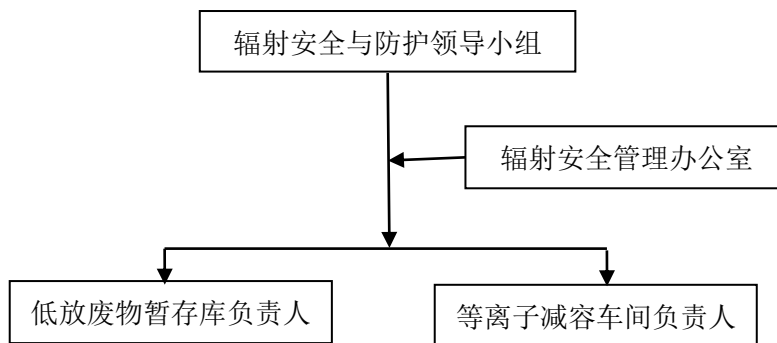 辐射安全与防护领导小组
辐射安全管理办公室
低放废物暂存库负责人
等离子减容车间负责人